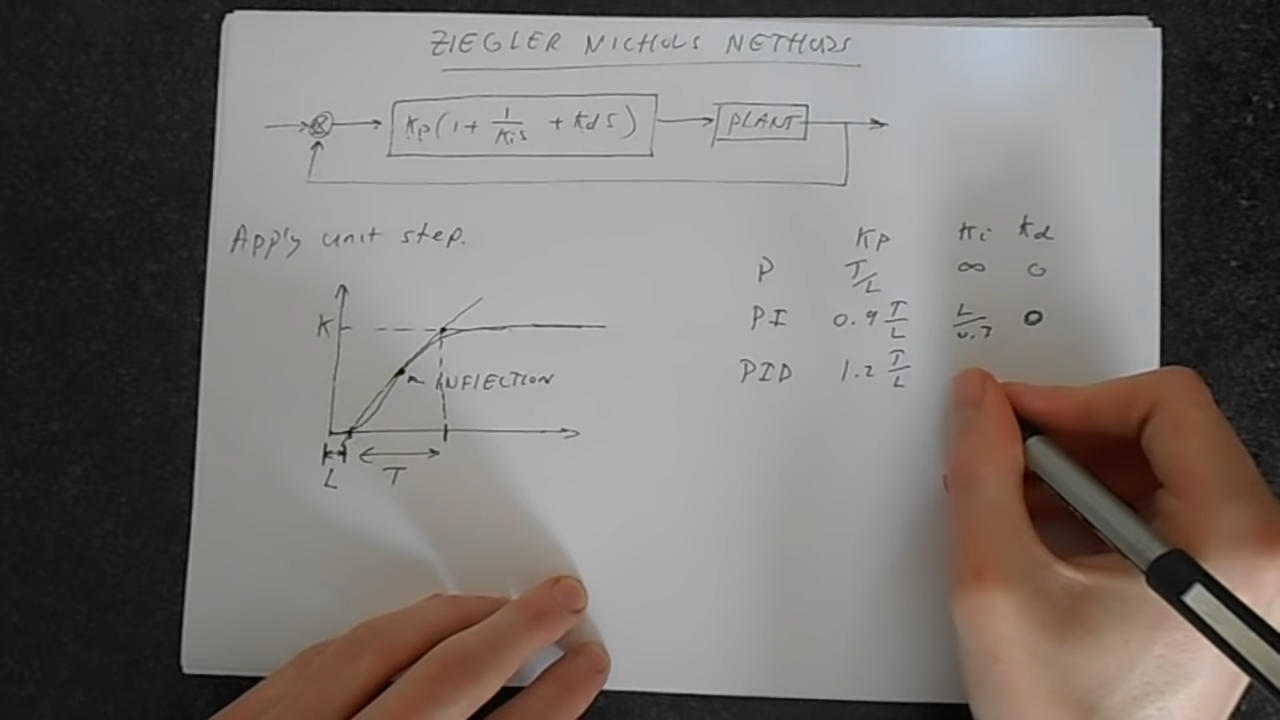 ZIEGLER NICHOLS NETHODS
Kp(1+ 1/Kis + Kds)
PLANT
Apply unit step.
K
INFLECTION
L T
Kp Ki Kd
P T/L ∞ 0
PI 0.9 T/L L/0.3 0
PID 1.2 T/L